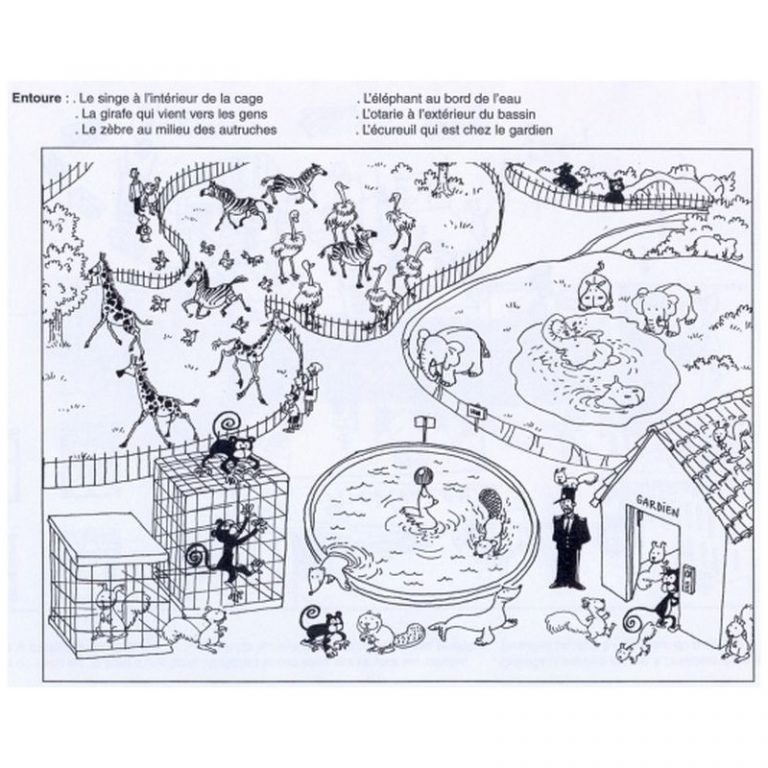 Entoure : . Le singe à l'intérieur de la cage
. La girafe qui vient vers les gens
. Le zèbre au milieu des autruches
. L'éléphant au bord de l'eau
. L'otarie à l'extérieur du bassin
. L'écureuil qui est chez le gardien
GARDIEN